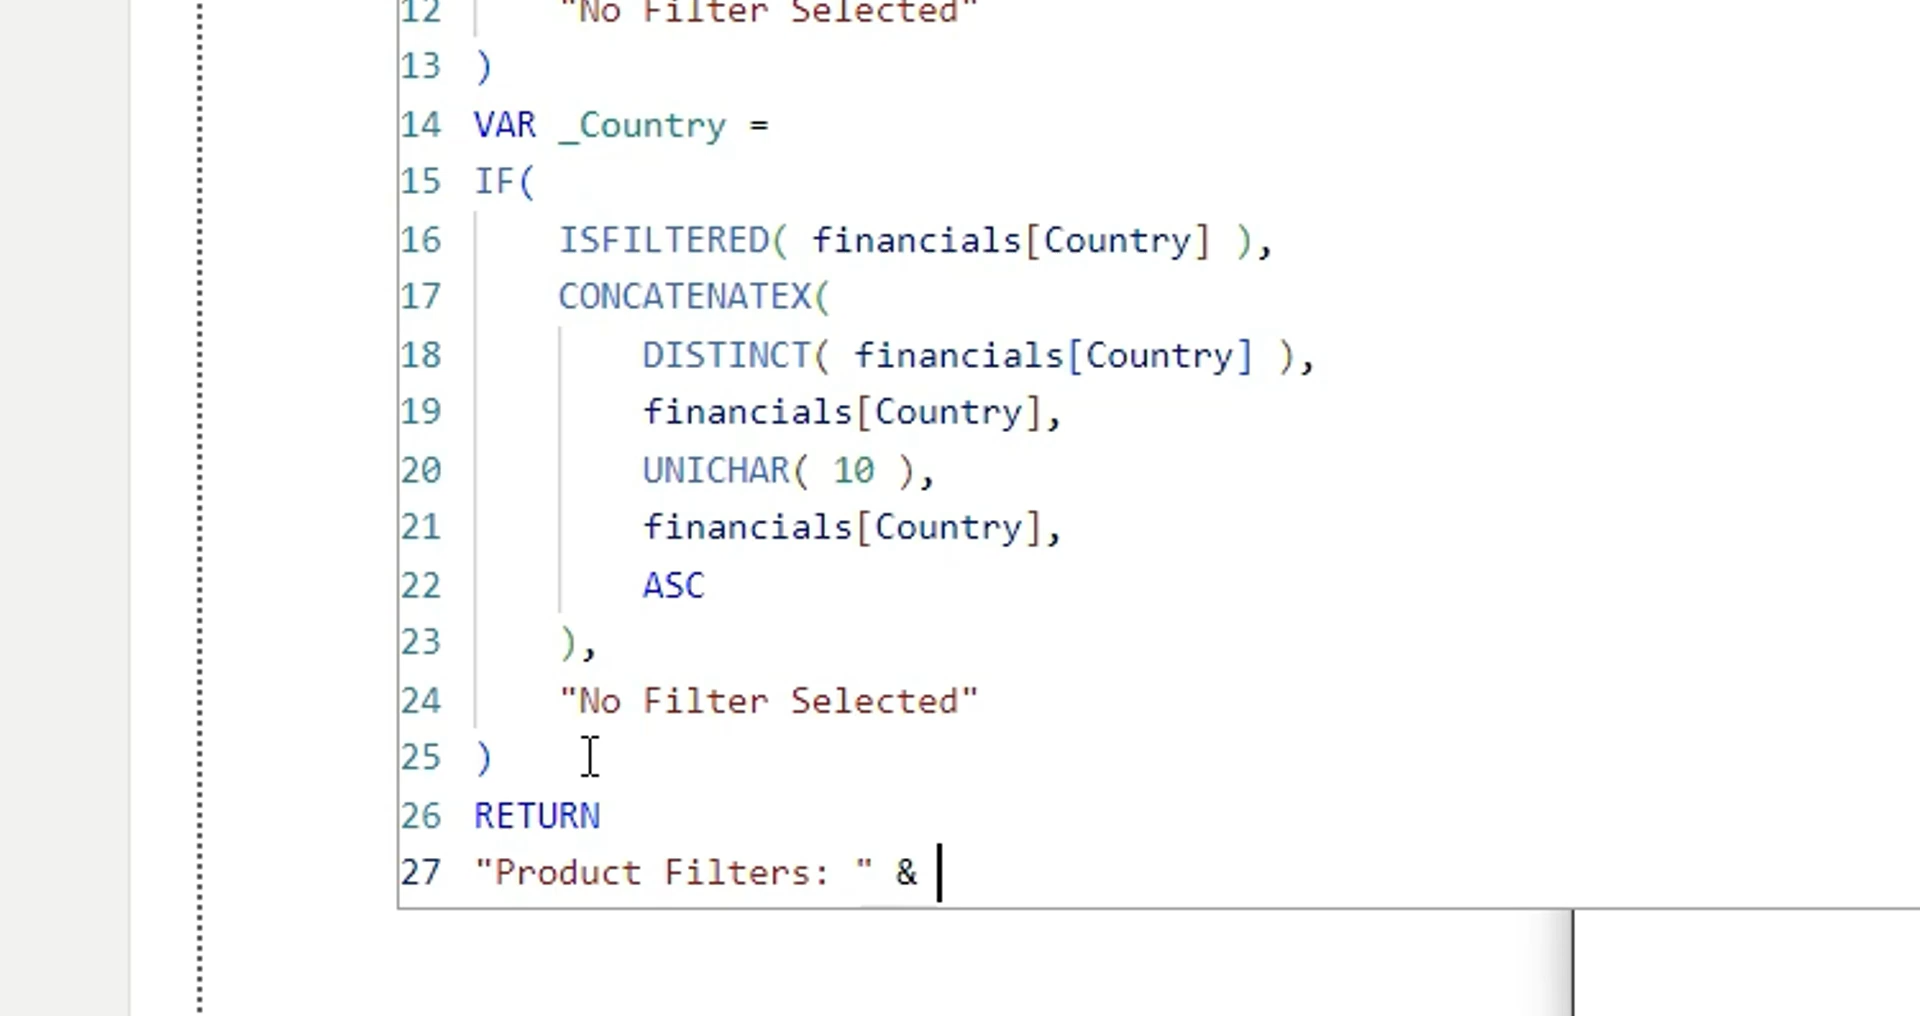 12 "No Filter Selected"
13 )
14 VAR _Country =
15 IF(
16 ISFILTERED( financials[Country] ),
17 CONCATENATEX(
18 DISTINCT( financials[Country] ),
19 financials[Country],
20 UNICHAR( 10 ),
21 financials[Country],
22 ASC
23 ),
24 "No Filter Selected"
25 )
26 RETURN
27 "Product Filters: " &